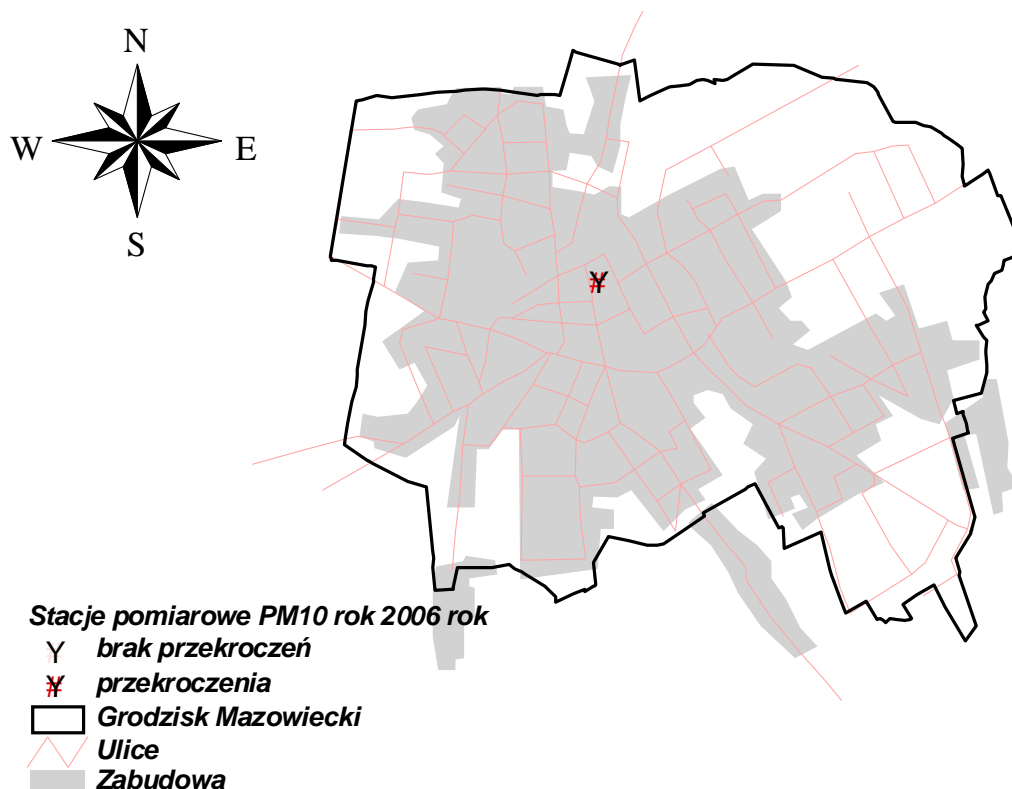 N
W E
S
Stacje pomiarowe PM10 rok 2006 rok
brak przekroczeń
przekroczenia
Grodzisk Mazowiecki
Ulice
Zabudowa